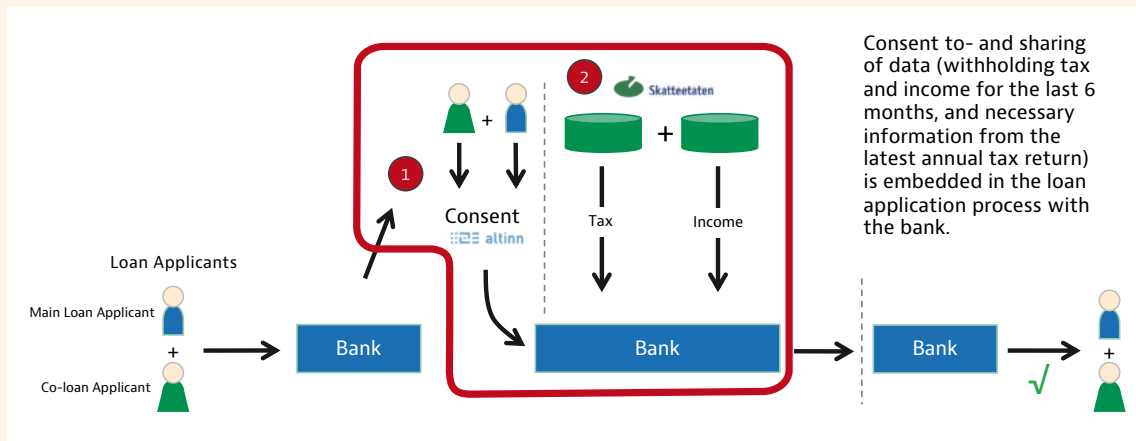 Consent to- and sharing
of data (withholding tax
and income for the last 6
months, and necessary
information from the
latest annual tax return)
is embedded in the loan
application process with
the bank.
2
Skatteetaten
+
+
1
Consent
altinn
Tax
Income
Loan Applicants
Main Loan Applicant
+
Co-loan Applicant
Bank
Bank
Bank
√
+